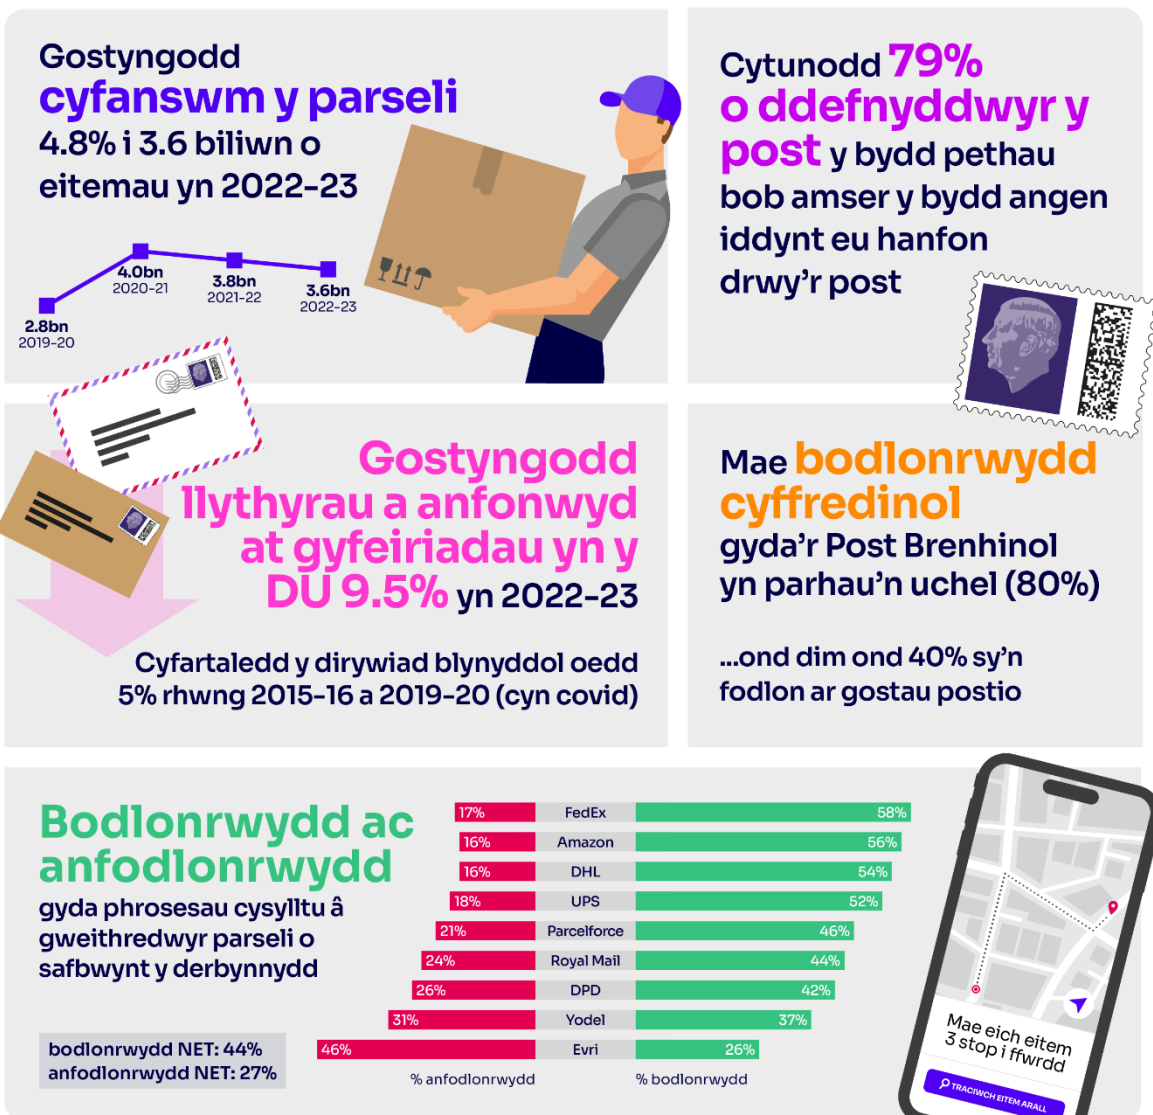 Gostyngodd
cyfanswm y parseli
4.8% i 3.6 biliwn o
eitemau yn 2022-23
2.8bn
2019-20
4.0bn
2020-21
3.8bn
2021-22
3.6bn
2022-23
Cytunodd 79%
o ddefnyddwyr y
post y bydd pethau
bob amser y bydd angen
iddynt eu hanfon
drwy'r post
Gostyngodd
llythyrau a anfonwyd
at gyfeiriadau yn y
DU 9.5% yn 2022-23
Cyfartaledd y dirywiad blynyddol oedd
5% rhwng 2015-16 a 2019-20 (cyn covid)
Mae bodlonrwydd
cyffredinol
gyda'r Post Brenhinol
yn parhau'n uchel (80%)
...ond dim ond 40% sy'n
fodlon ar gostau postio
Bodlonrwydd ac
anfodlonrwydd
gyda phrosesau cysylltu â
gweithredwyr parseli o
safbwynt y derbynnydd
bodlonrwydd NET: 44%
anfodlonrwydd NET: 27%
17% FedEx 58%
16% Amazon 56%
16% DHL 54%
18% UPS 52%
21% Parcelforce 46%
24% Royal Mail 44%
26% DPD 42%
31% Yodel 37%
46% Evri 26%
% anfodlonrwydd % bodlonrwydd
Mae eich eitem
3 stop i ffwrdd
TRACIWCH EITEM ARALL